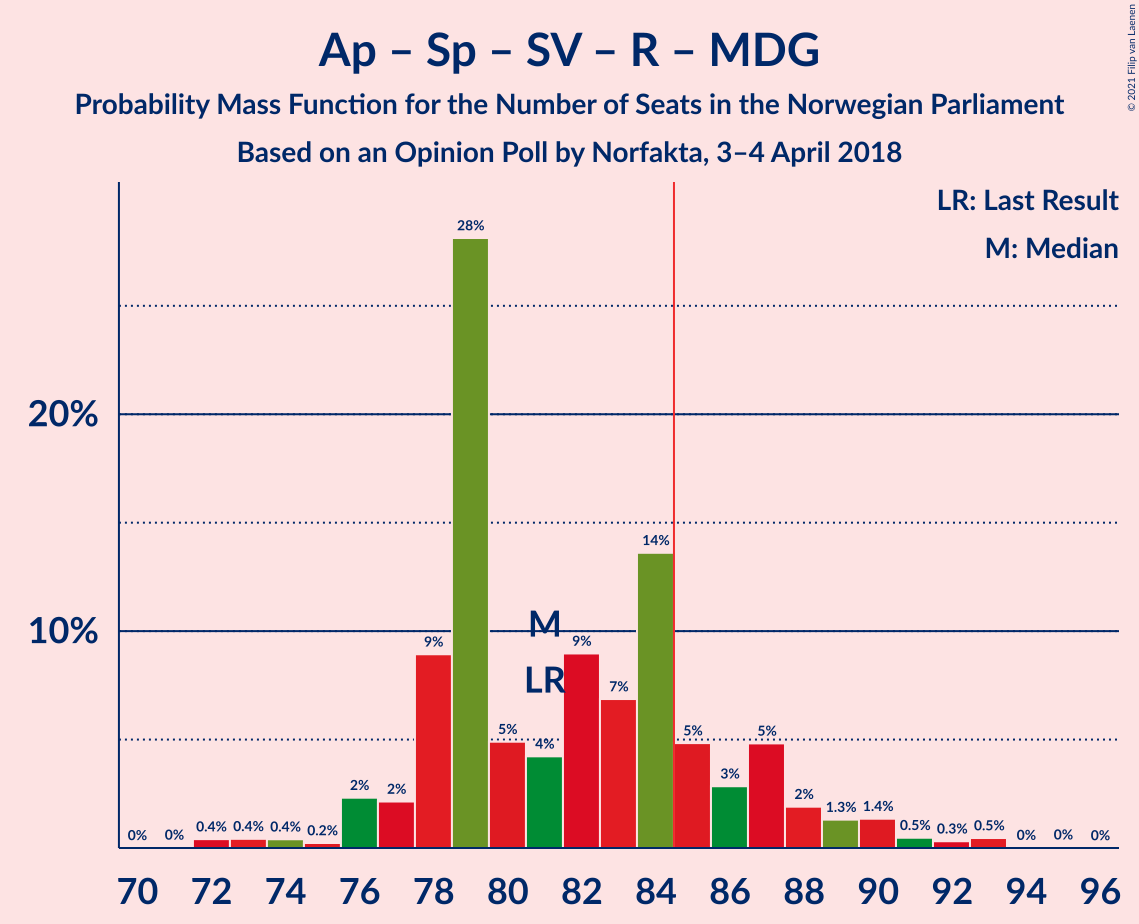 Ap – Sp – SV – R – MDG
Probability Mass Function for the Number of Seats in the Norwegian Parliament
Based on an Opinion Poll by Norfakta, 3–4 April 2018
© 2021 Filip van Laenen
LR: Last Result
M: Median
20%
10%
0% 0% 0.4% 0.4% 0.4% 0.2% 2% 2% 9% 28% 5% 4% 9% 7% 14% 5% 3% 5% 2% 1.3% 1.4% 0.5% 0.3% 0.5% 0% 0% 0%
M
LR
70 72 74 76 78 80 82 84 86 88 90 92 94 96